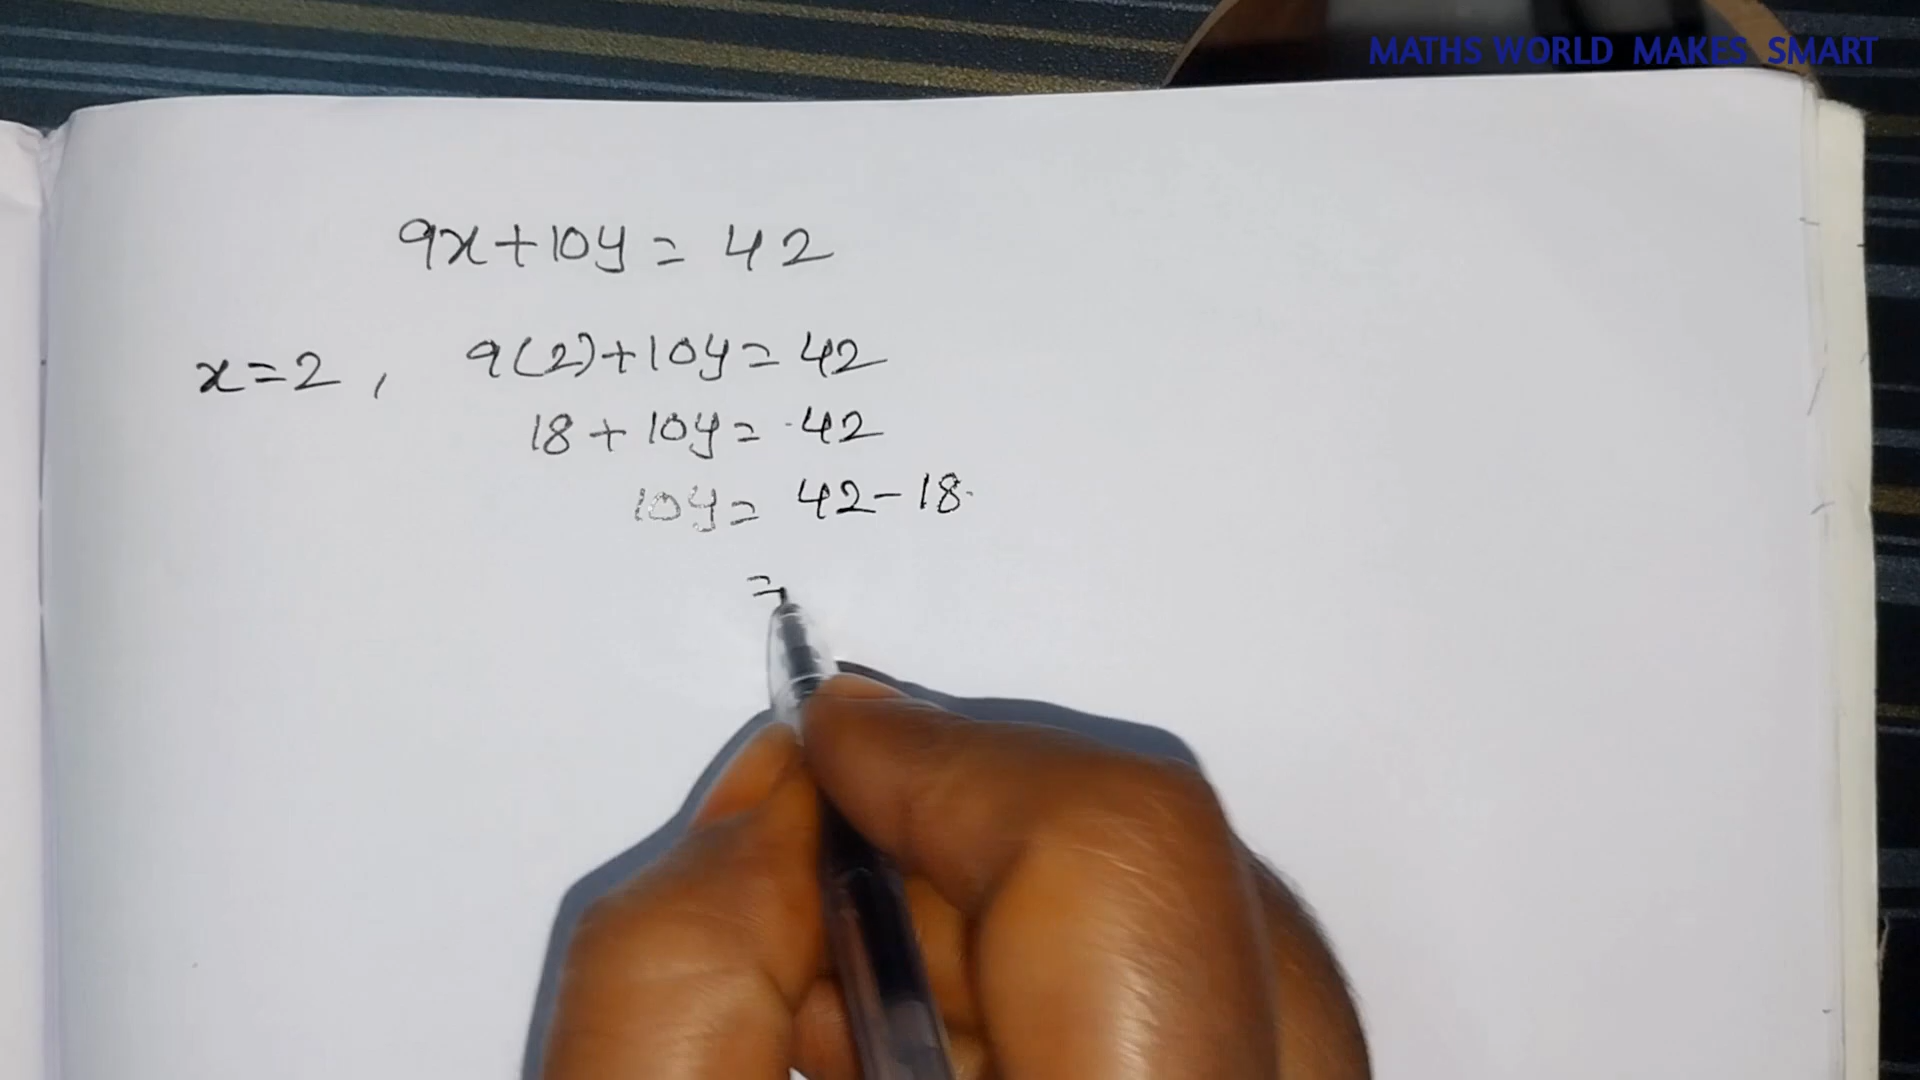 MATHS WORLD MAKES SMART
9x+10y = 42
x=2 , 9(2)+10y = 42
18 + 10y = 42
10y = 42-18
=